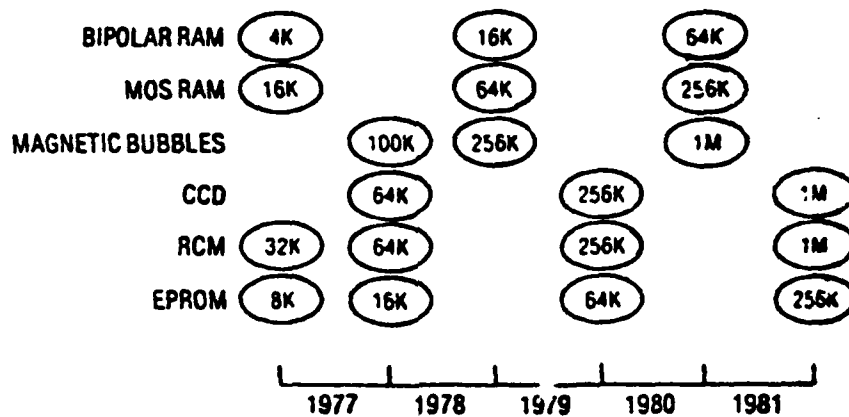 BIPOLAR RAM 4K 16K 64K
MOS RAM 16K 64K 256K
MAGNETIC BUBBLES 100K 256K 1M
CCD 64K 256K 1M
RCM 32K 64K 256K 1M
EPROM 8K 16K 64K 256K
1977 1978 1979 1980 1981